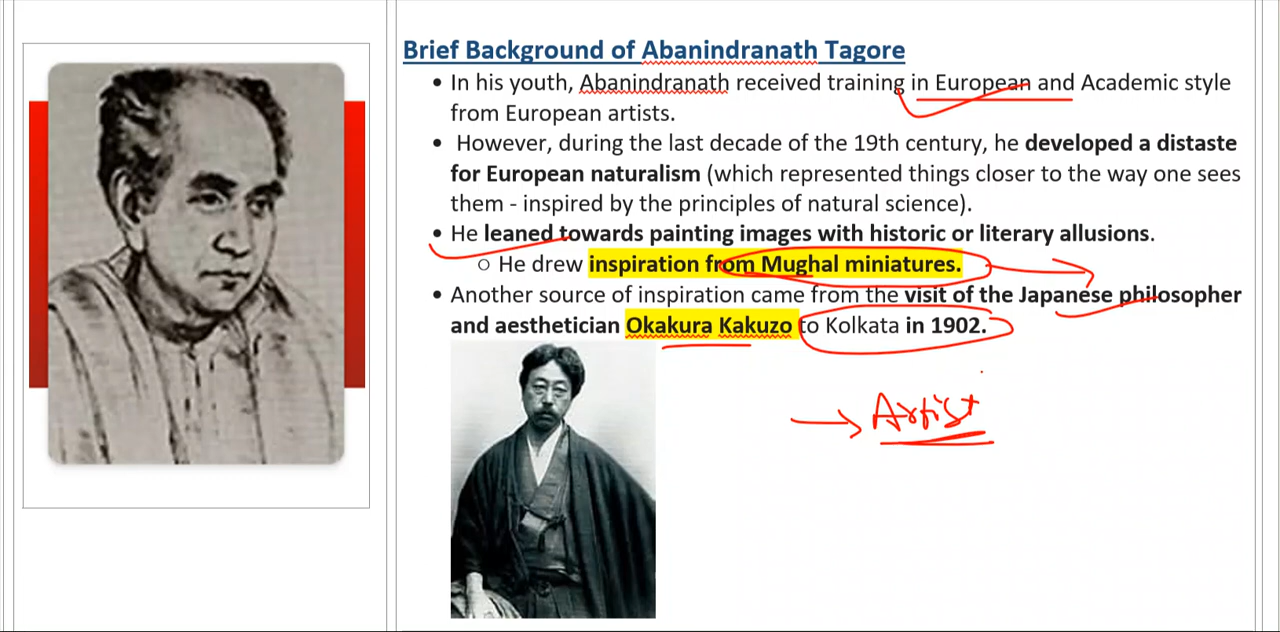 Brief Background of Abanindranath Tagore
• In his youth, Abanindranath received training in European and Academic style
from European artists.
• However, during the last decade of the 19th century, he developed a distaste
for European naturalism (which represented things closer to the way one sees
them - inspired by the principles of natural science).
• He leaned towards painting images with historic or literary allusions.
○ He drew inspiration from Mughal miniatures.
• Another source of inspiration came from the visit of the Japanese philosopher
and aesthetician Okakura Kakuzo to Kolkata in 1902.
→ Artist